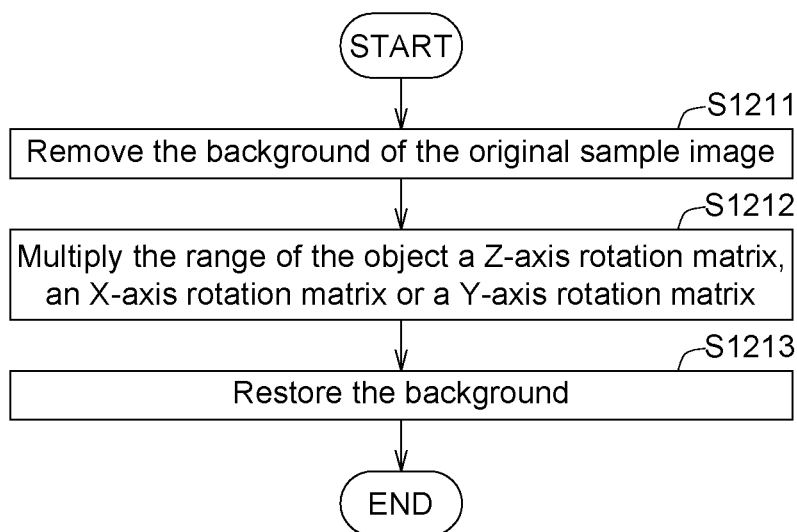 START
S1211
Remove the background of the original sample image
S1212
Multiply the range of the object a Z-axis rotation matrix,
an X-axis rotation matrix or a Y-axis rotation matrix
S1213
Restore the background
END